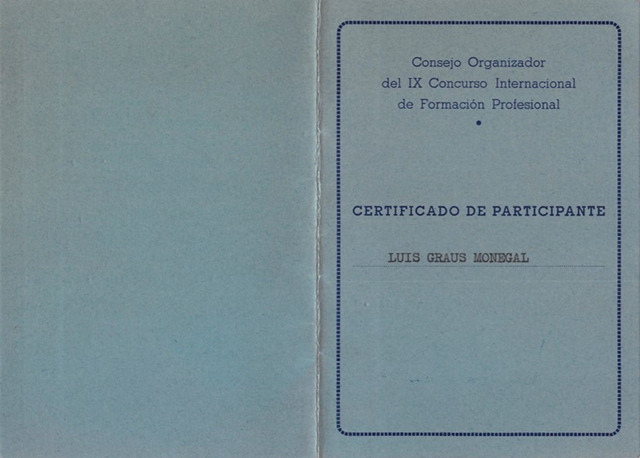 Consejo Organizador
del IX Concurso Internacional
de Formación Profesional
CERTIFICADO DE PARTICIPANTE
LUIS GRAUS MONEGAL